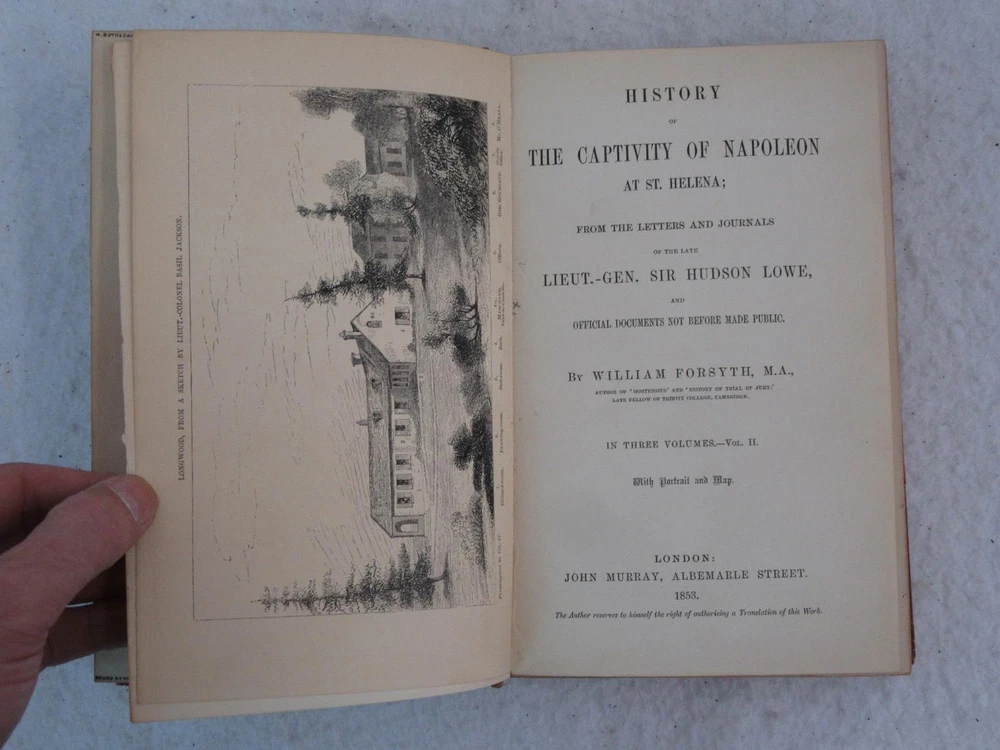 LONGWOOD, FROM A SKETCH BY LIEUT.-COLONEL BASIL JACKSON.
HISTORY
OF
THE CAPTIVITY OF NAPOLEON
AT ST. HELENA;
FROM THE LETTERS AND JOURNALS
OF THE LATE
LIEUT.-GEN. SIR HUDSON LOWE,
AND
OFFICIAL DOCUMENTS NOT BEFORE MADE PUBLIC.
BY WILLIAM FORSYTH, M.A.,
AUTHOR OF 'HORTENSIUS' AND 'HISTORY OF TRIAL BY JURY.'
LATE FELLOW OF TRINITY COLLEGE, CAMBRIDGE.
IN THREE VOLUMES.—VOL. II.
With Portrait and Map.
LONDON:
JOHN MURRAY, ALBEMARLE STREET.
1853.
The Author reserves to himself the right of authorising a Translation of this Work.